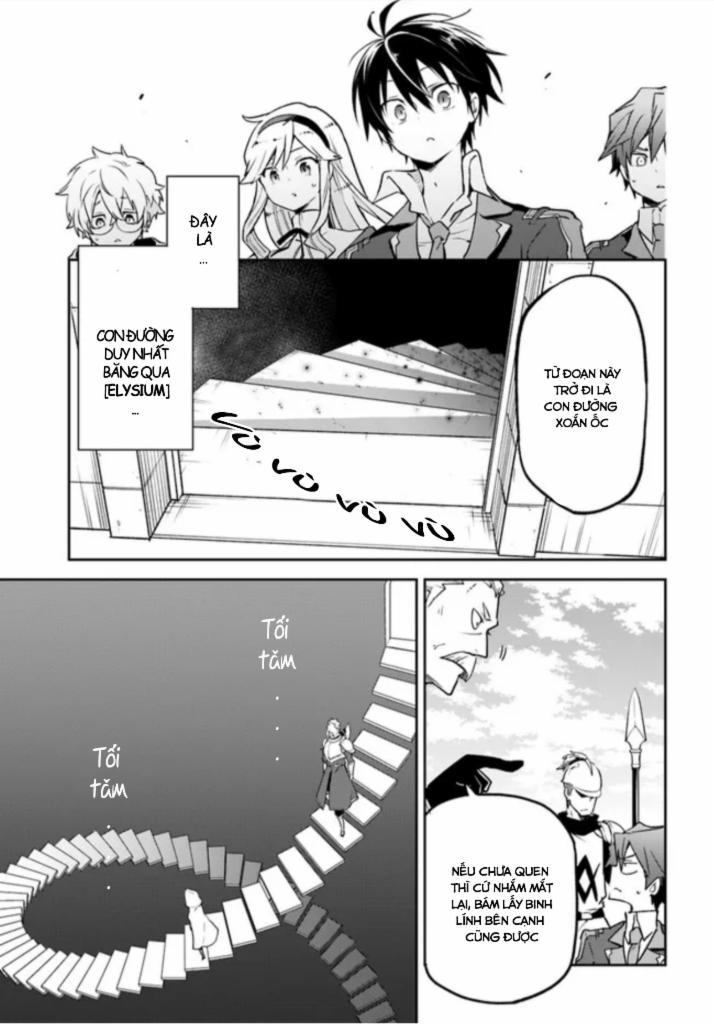 TỪ ĐOẠN NÀY
TRỞ ĐI LÀ
CON ĐƯỜNG
XOẮN ỐC
ĐÂY
LÀ
...
CON ĐƯỜNG
DUY NHẤT
BĂNG QUA
[ELYSIUM]
...
VÙ VÙ VÙ VÙ
NẾU CHƯA QUEN
THÌ CỨ NHẮM MẮT
LẠI, BÁM LẤY BINH
LÍNH BÊN CẠNH
CŨNG ĐƯỢC
Tối
tăm
.
.
.
Tối
tăm
.
.
.